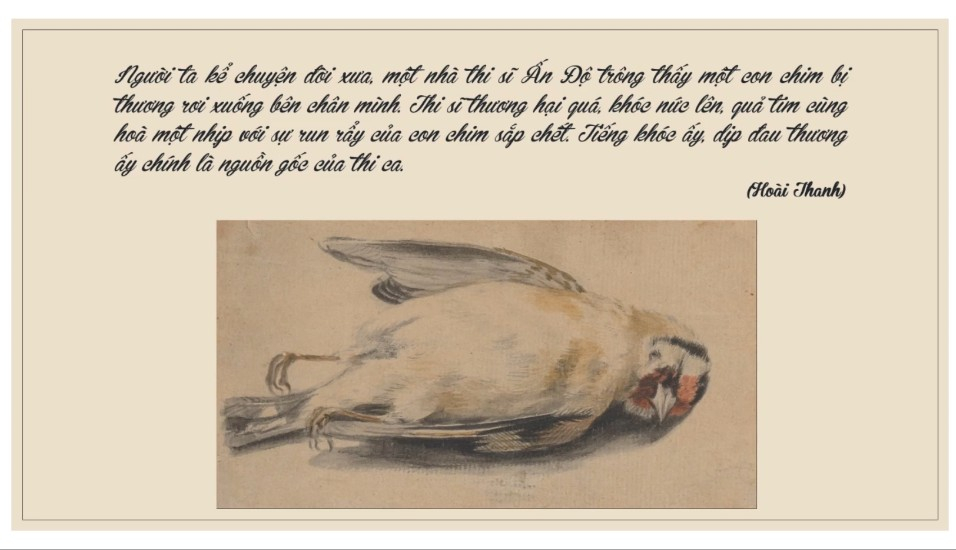 Người ta kể chuyện đời xưa, một nhà thi sĩ Ấn Độ trông thấy một con chim bị
thương rơi xuống bên chân mình. Thi sĩ thương hại quá, khóc nức lên, quả tim cùng
hoà một nhịp với sự run rẩy của con chim sắp chết. Tiếng khóc ấy, dịp đau thương
ấy chính là nguồn gốc của thi ca.
(Hoài Thanh)